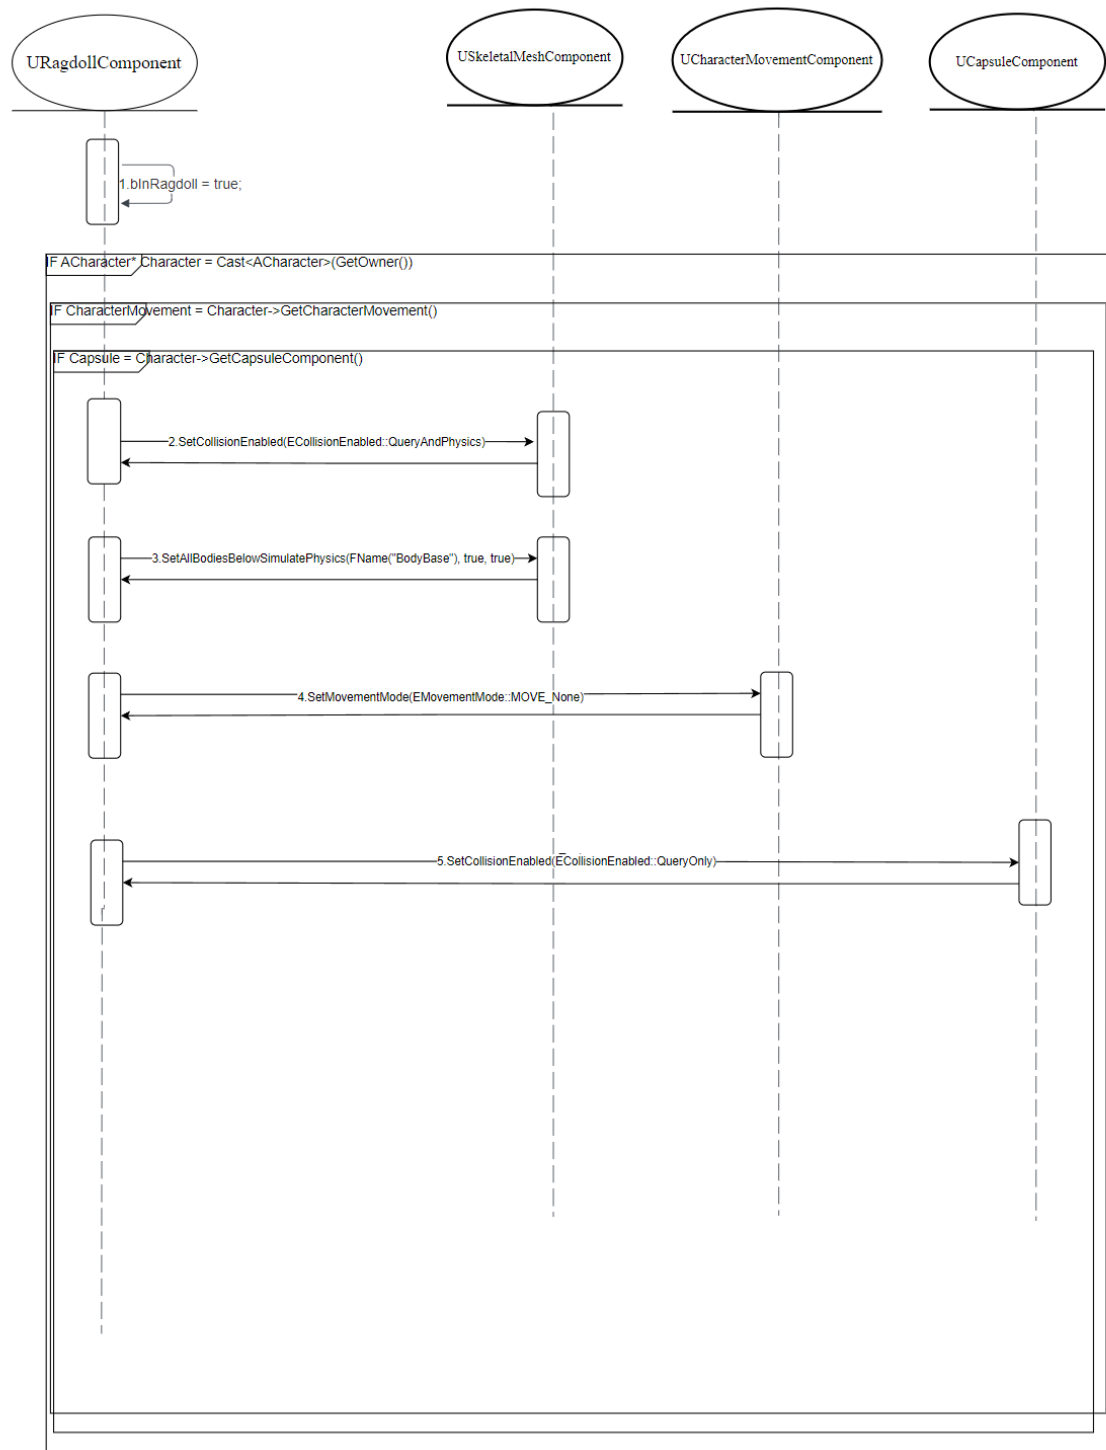 URagdollComponent
USkeletalMeshComponent
UCharacterMovementComponent
UCapsuleComponent
1.bInRagdoll = true;
IF ACharacter* Character = Cast<ACharacter>(GetOwner())
IF CharacterMovement = Character->GetCharacterMovement()
IF Capsule = Character->GetCapsuleComponent()
2.SetCollisionEnabled(ECollisionEnabled::QueryAndPhysics)
3.SetAllBodiesBelowSimulatePhysics(FName("BodyBase"), true, true)
4.SetMovementMode(EMovementMode::MOVE_None)
5.SetCollisionEnabled(ECollisionEnabled::QueryOnly)